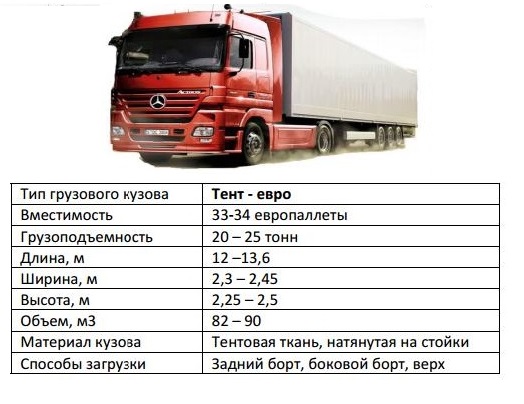 ACTROS
Тип грузового кузова Тент - евро
Вместимость 33-34 европаллеты
Грузоподъемность 20 – 25 тонн
Длина, м 12 –13,6
Ширина, м 2,3 – 2,45
Высота, м 2,25 – 2,5
Объем, м3 82 – 90
Материал кузова Тентовая ткань, натянутая на стойки
Способы загрузки Задний борт, боковой борт, верх